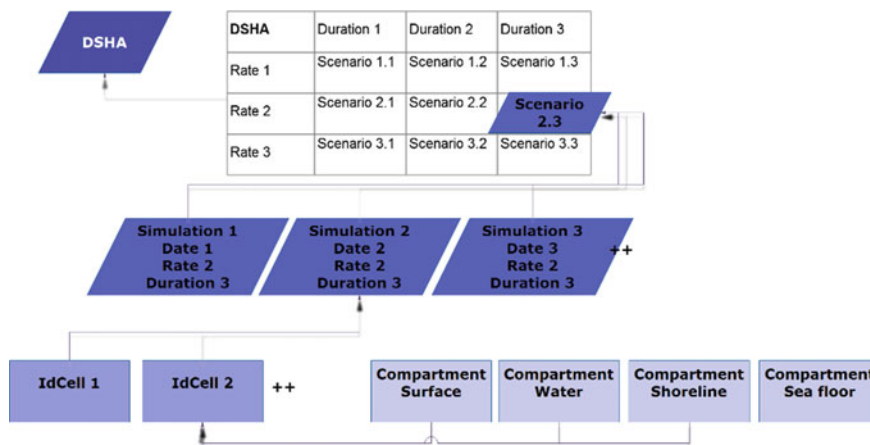 DSHA
DSHA Duration 1 Duration 2 Duration 3
Rate 1 Scenario 1.1 Scenario 1.2 Scenario 1.3
Rate 2 Scenario 2.1 Scenario 2.2 Scenario
2.3
Rate 3 Scenario 3.1 Scenario 3.2 Scenario 3.3
Simulation 1
Date 1
Rate 2
Duration 3
Simulation 2
Date 2
Rate 2
Duration 3
Simulation 3
Date 3
Rate 2
Duration 3
++
IdCell 1
IdCell 2
++
Compartment
Surface
Compartment
Water
Compartment
Shoreline
Compartment
Sea floor